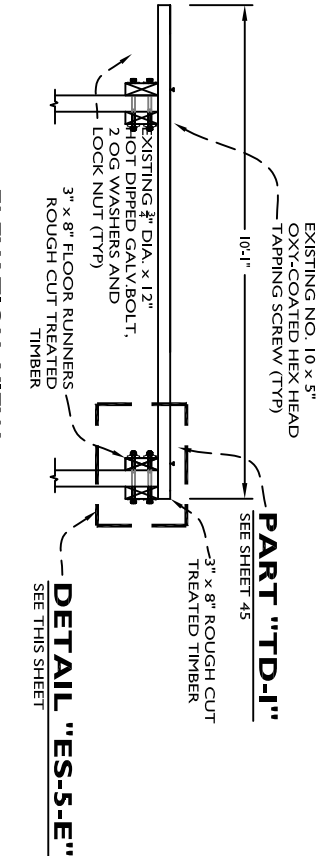 EXISTING NO. 10 x 5"
OXY-COATED HEX HEAD
TAPPING SCREW (TYP)
10'-1"
PART "TD-1"
SEE SHEET 45
EXISTING 3/4" DIA. x 12"
HOT DIPPED GALV.BOLT,
2 OG WASHERS AND
LOCK NUT (TYP)
3" x 8" FLOOR RUNNERS
ROUGH CUT TREATED
TIMBER
3" x 8" ROUGH CUT
TREATED TIMBER
DETAIL "ES-5-E"
SEE THIS SHEET